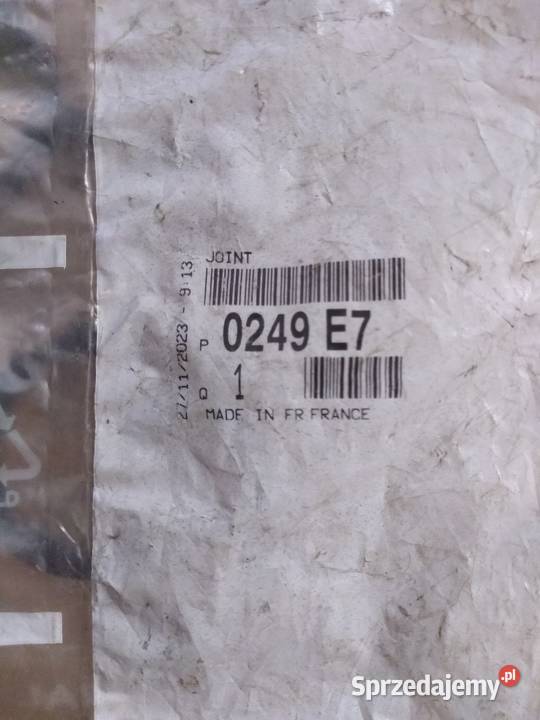 JOINT
27/11/2023 - 9:13
P 0249 E7
Q 1
MADE IN FR FRANCE
Sprzedajemy.pl